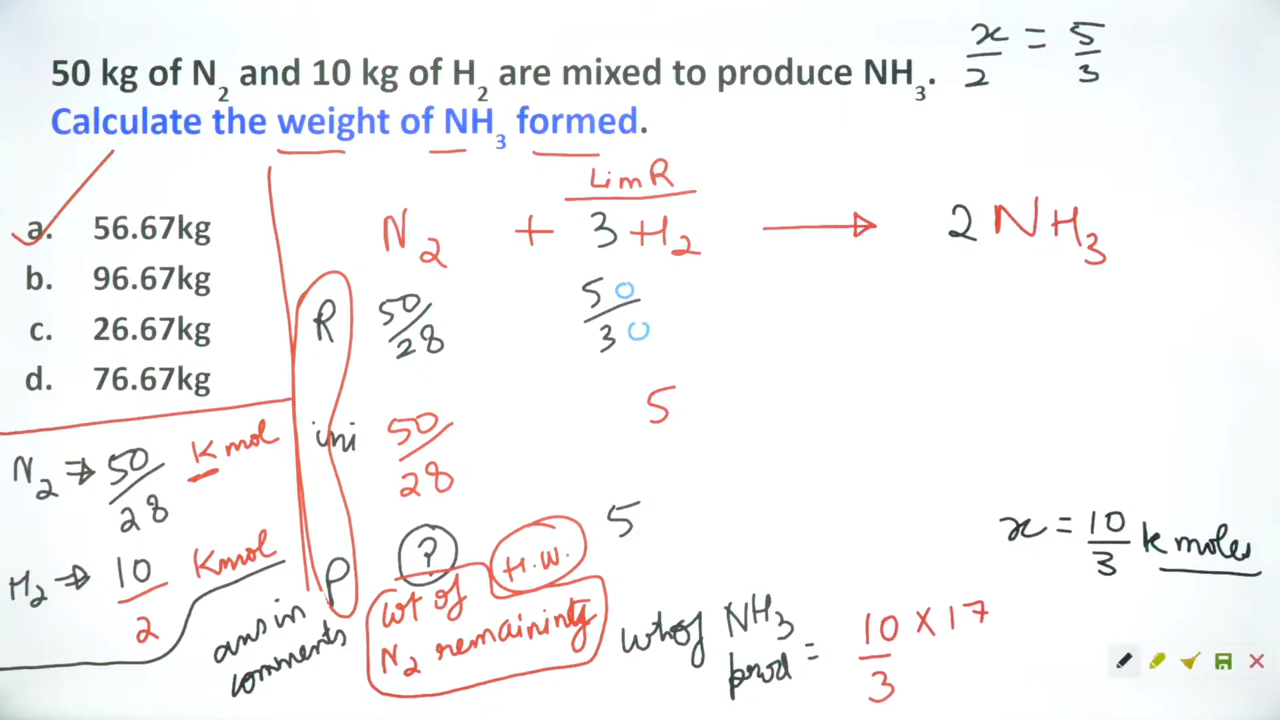 50 kg of N₂ and 10 kg of H₂ are mixed to produce NH₃.
Calculate the weight of NH₃ formed.
x/2 = 5/3
a. 56.67kg
b. 96.67kg
c. 26.67kg
d. 76.67kg
N₂ ⇒ 50/28 Kmol
H₂ ⇒ 10/2 Kmol
Lim R
N₂ + 3H₂ → 2NH₃
R 50/28 50/30
ini 50/28 5
P ? 5
H.W.
ans in
comments
wt of
N₂ remaining
x = 10/3 k moles
wt of NH₃
prod = 10/3 × 17